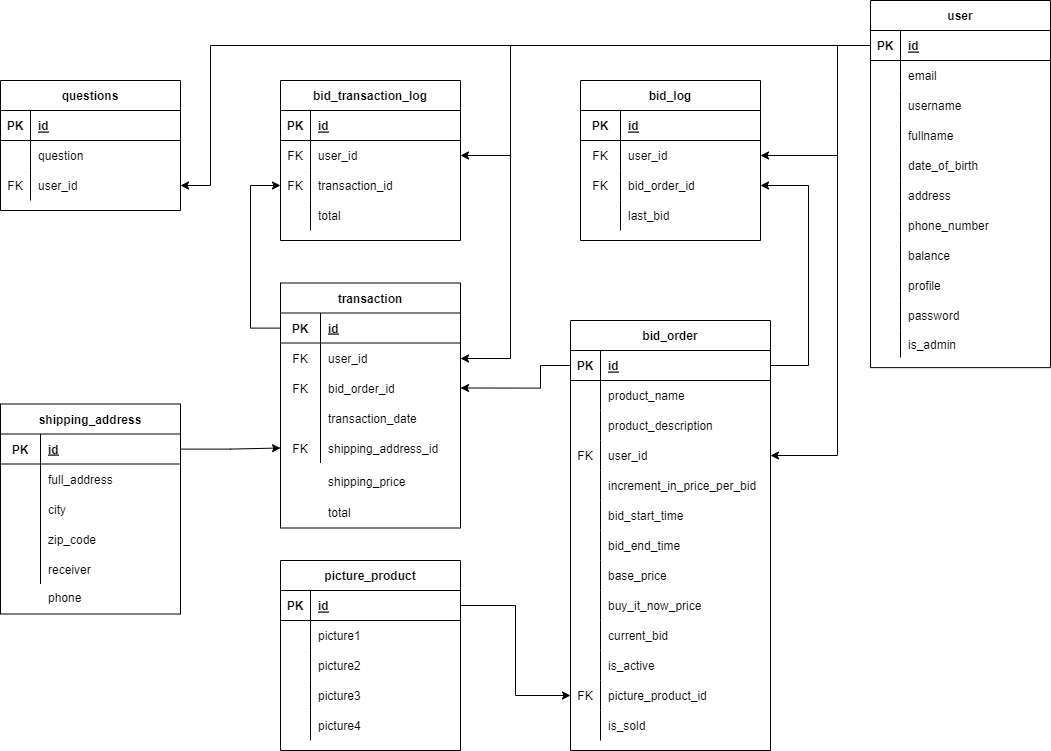 user
PK id
email
username
fullname
date_of_birth
address
phone_number
balance
profile
password
is_admin
questions
PK id
question
FK user_id
bid_transaction_log
PK id
FK user_id
FK transaction_id
total
bid_log
PK id
FK user_id
FK bid_order_id
last_bid
transaction
PK id
FK user_id
FK bid_order_id
transaction_date
FK shipping_address_id
shipping_price
total
bid_order
PK id
product_name
product_description
FK user_id
increment_in_price_per_bid
bid_start_time
bid_end_time
base_price
buy_it_now_price
current_bid
is_active
FK picture_product_id
is_sold
shipping_address
PK id
full_address
city
zip_code
receiver
phone
picture_product
PK id
picture1
picture2
picture3
picture4